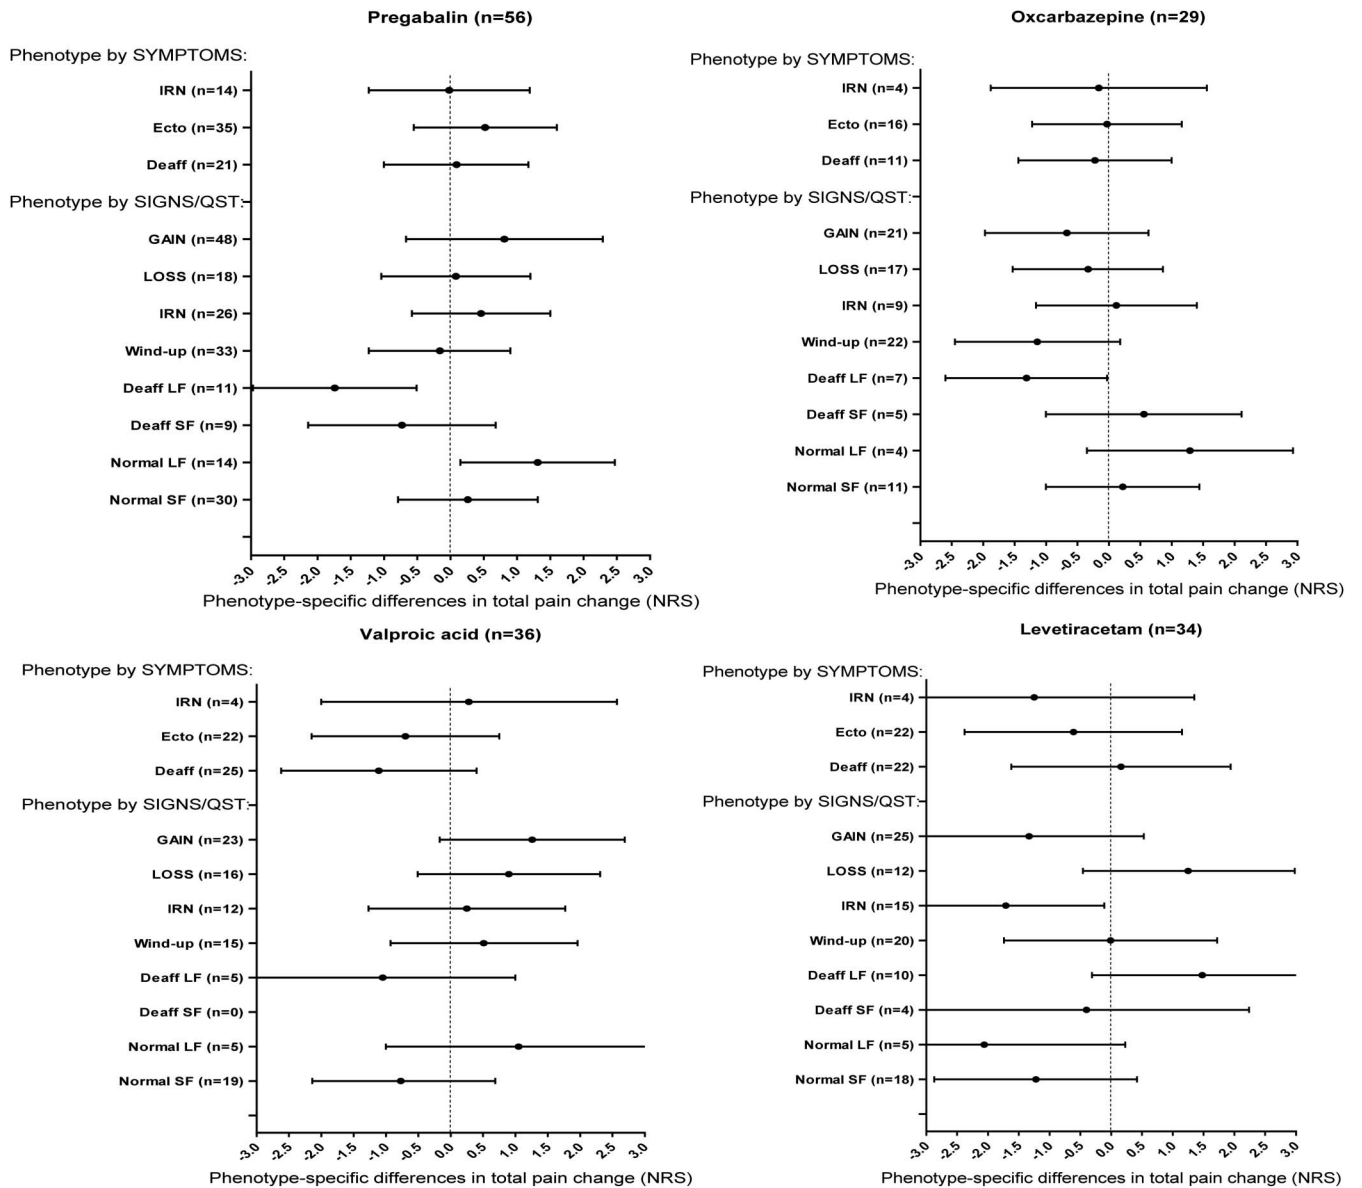 Pregabalin (n=56)
Phenotype by SYMPTOMS:
IRN (n=14)
Ecto (n=35)
Deaff (n=21)
Phenotype by SIGNS/QST:
GAIN (n=48)
LOSS (n=18)
IRN (n=26)
Wind-up (n=33)
Deaff LF (n=11)
Deaff SF (n=9)
Normal LF (n=14)
Normal SF (n=30)
-3.0 -2.5 -2.0 -1.5 -1.0 -0.5 0.0 0.5 1.0 1.5 2.0 2.5 3.0
Phenotype-specific differences in total pain change (NRS)
Oxcarbazepine (n=29)
Phenotype by SYMPTOMS:
IRN (n=4)
Ecto (n=16)
Deaff (n=11)
Phenotype by SIGNS/QST:
GAIN (n=21)
LOSS (n=17)
IRN (n=9)
Wind-up (n=22)
Deaff LF (n=7)
Deaff SF (n=5)
Normal LF (n=4)
Normal SF (n=11)
-3.0 -2.5 -2.0 -1.5 -1.0 -0.5 0.0 0.5 1.0 1.5 2.0 2.5 3.0
Phenotype-specific differences in total pain change (NRS)
Valproic acid (n=36)
Phenotype by SYMPTOMS:
IRN (n=4)
Ecto (n=22)
Deaff (n=25)
Phenotype by SIGNS/QST:
GAIN (n=23)
LOSS (n=16)
IRN (n=12)
Wind-up (n=15)
Deaff LF (n=5)
Deaff SF (n=0)
Normal LF (n=5)
Normal SF (n=19)
-3.0 -2.5 -2.0 -1.5 -1.0 -0.5 0.0 0.5 1.0 1.5 2.0 2.5 3.0
Phenotype-specific differences in total pain change (NRS)
Levetiracetam (n=34)
Phenotype by SYMPTOMS:
IRN (n=4)
Ecto (n=22)
Deaff (n=22)
Phenotype by SIGNS/QST:
GAIN (n=25)
LOSS (n=12)
IRN (n=15)
Wind-up (n=20)
Deaff LF (n=10)
Deaff SF (n=4)
Normal LF (n=5)
Normal SF (n=18)
-3.0 -2.5 -2.0 -1.5 -1.0 -0.5 0.0 0.5 1.0 1.5 2.0 2.5 3.0
Phenotype-specific differences in total pain change (NRS)